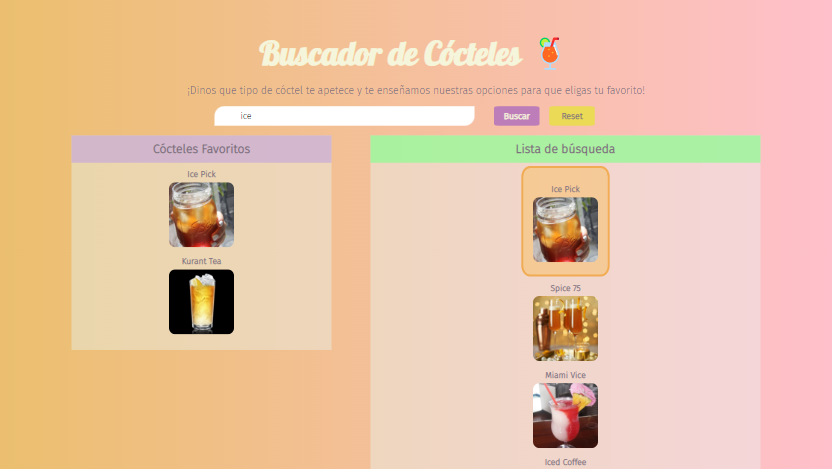 Buscador de Cócteles
¡Dinos que tipo de cóctel te apetece y te enseñamos nuestras opciones para que eligas tu favorito!
ice
Buscar
Reset
Cócteles Favoritos
Ice Pick
Kurant Tea
Lista de búsqueda
Ice Pick
Spice 75
Miami Vice
Iced Coffee